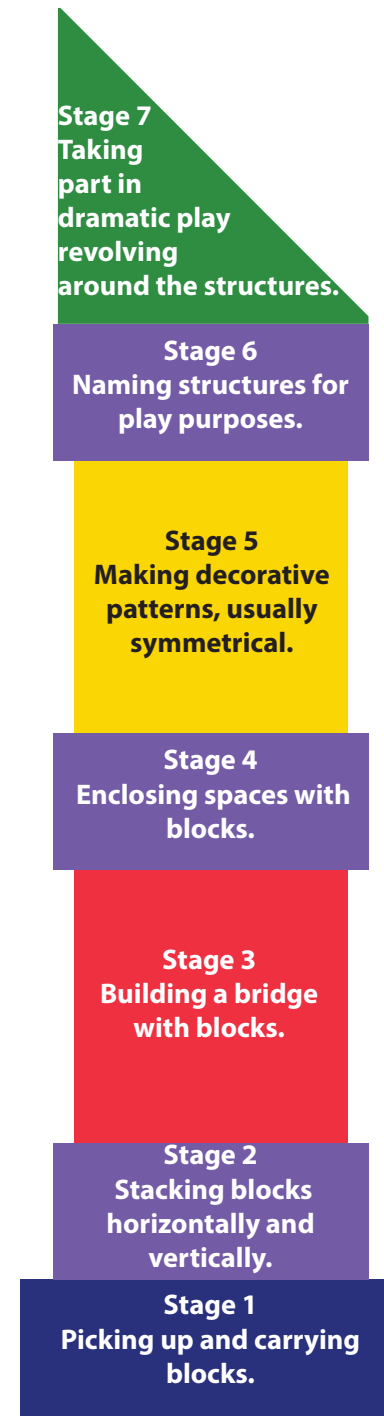 Stage 7
Taking
part in
dramatic play
revolving
around the structures.
Stage 6
Naming structures for
play purposes.
Stage 5
Making decorative
patterns, usually
symmetrical.
Stage 4
Enclosing spaces with
blocks.
Stage 3
Building a bridge
with blocks.
Stage 2
Stacking blocks
horizontally and
vertically.
Stage 1
Picking up and carrying
blocks.